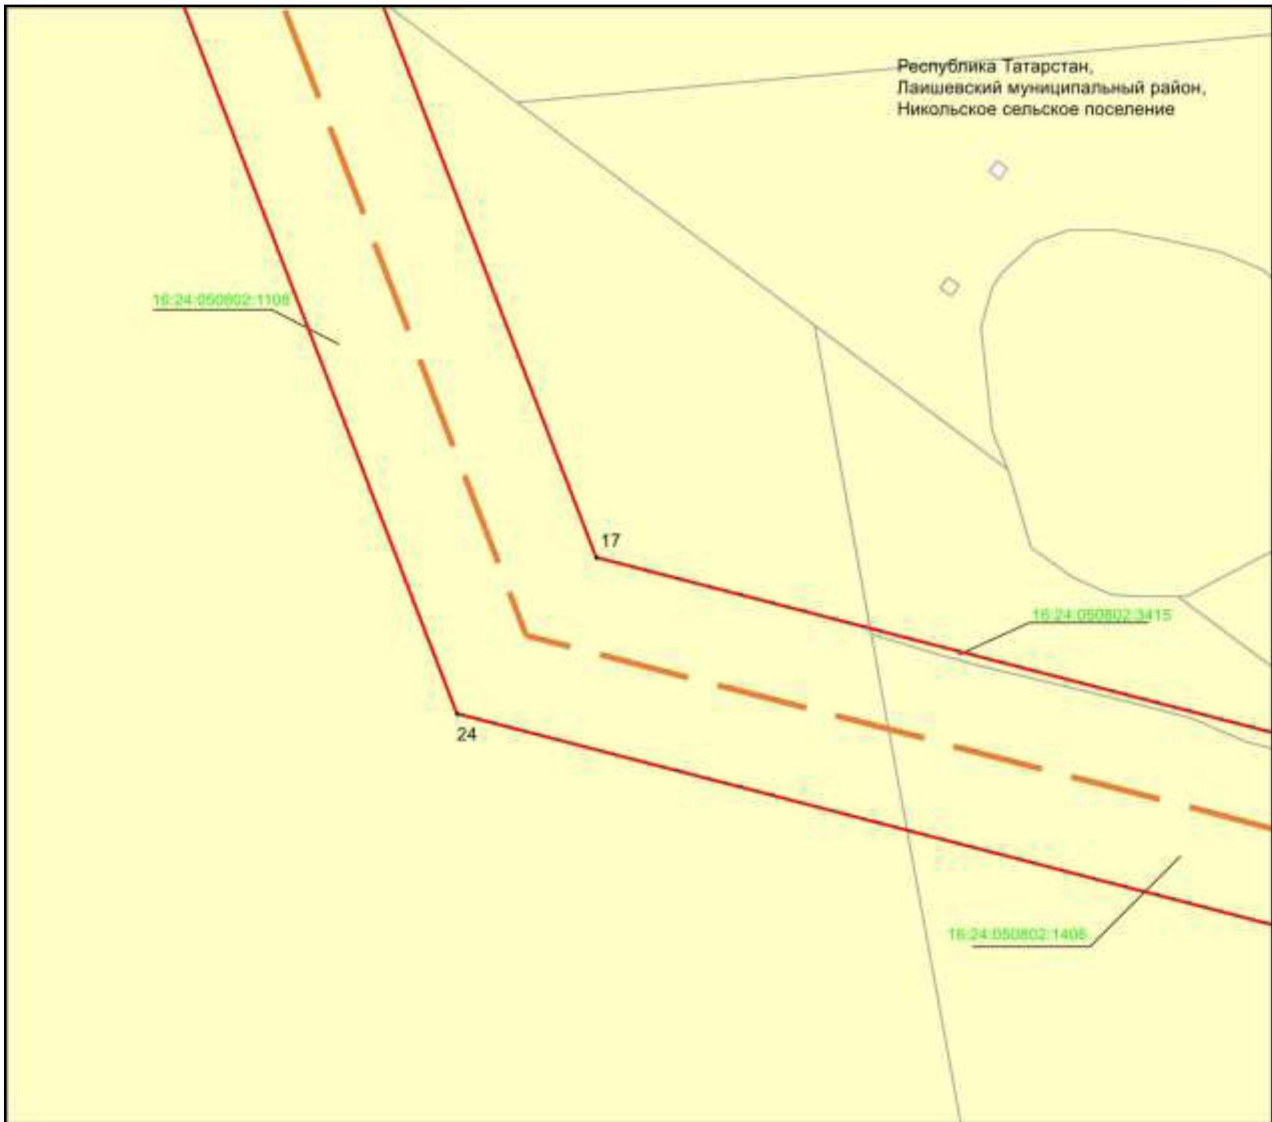 Республика Татарстан,
Лаишевский муниципальный район,
Никольское сельское поселение
16:24:050802:1108
17
16:24:050802:3415
24
16:24:050802:1406